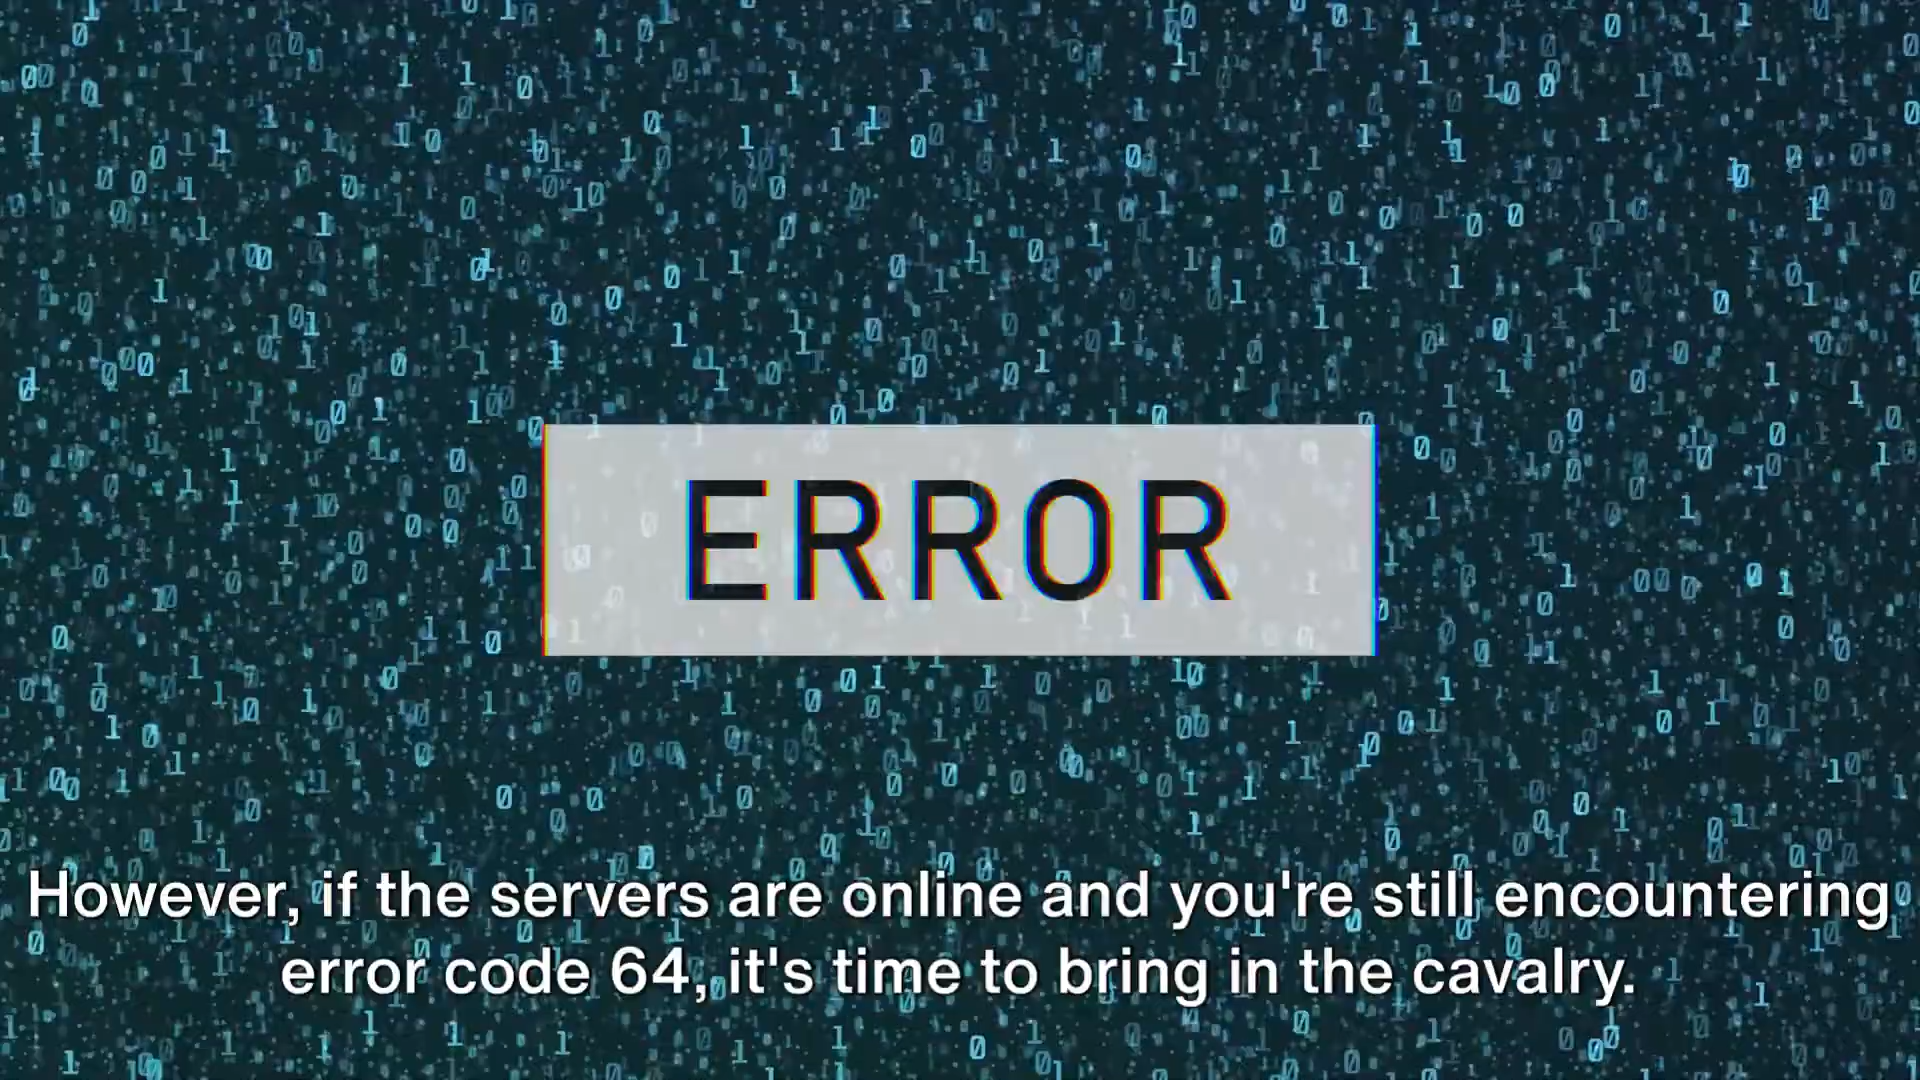 ERROR
However, if the servers are online and you're still encountering
error code 64, it's time to bring in the cavalry.